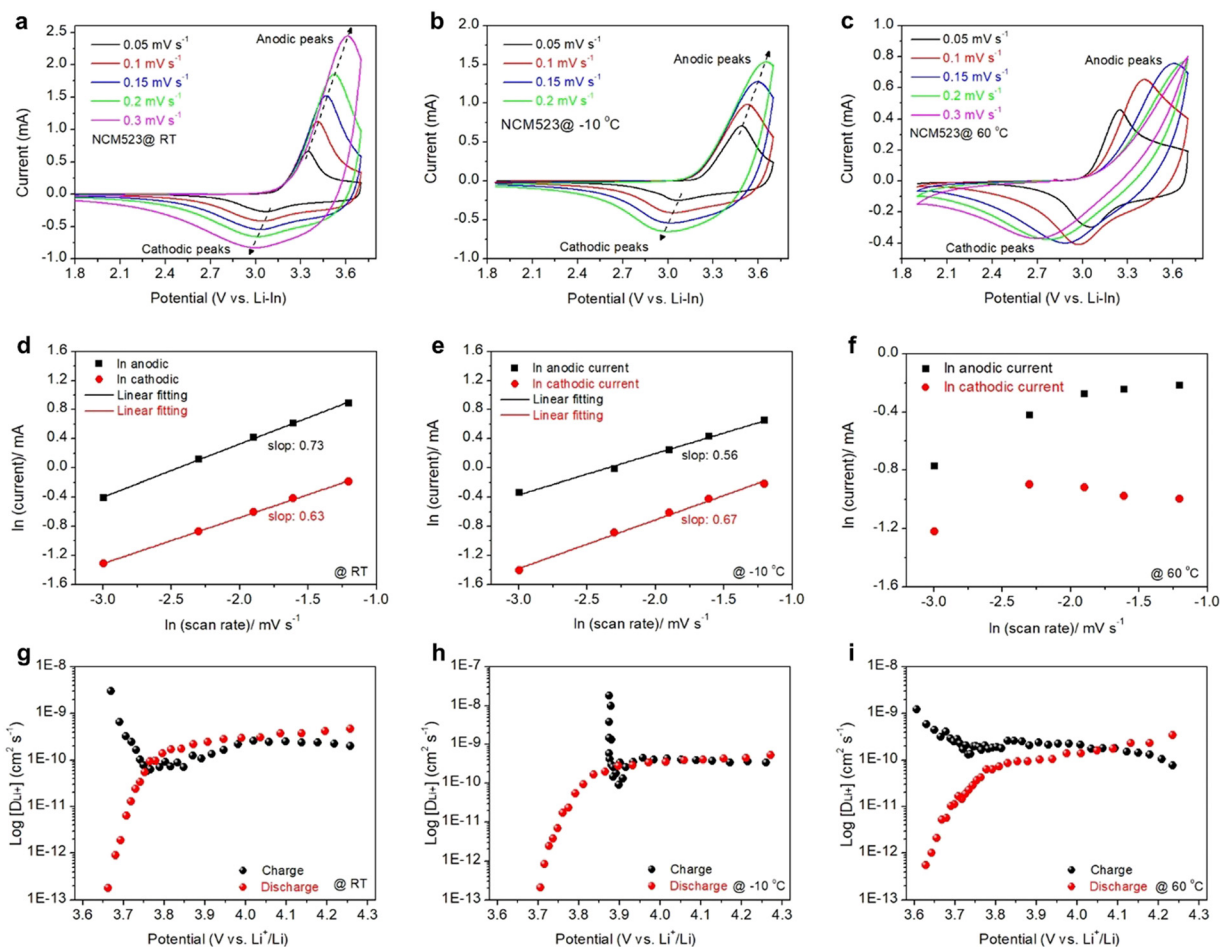 a
Current (mA)
2.5
2.0
1.5
1.0
0.5
0.0
-0.5
-1.0
0.05 mV s⁻¹
0.1 mV s⁻¹
0.15 mV s⁻¹
0.2 mV s⁻¹
0.3 mV s⁻¹
NCM523@ RT
Anodic peaks
Cathodic peaks
1.8 2.1 2.4 2.7 3.0 3.3 3.6
Potential (V vs. Li-In)
b
Current (mA)
2.0
1.5
1.0
0.5
0.0
-0.5
-1.0
0.05 mV s⁻¹
0.1 mV s⁻¹
0.15 mV s⁻¹
0.2 mV s⁻¹
NCM523@ -10 °C
Anodic peaks
Cathodic peaks
1.8 2.1 2.4 2.7 3.0 3.3 3.6
Potential (V vs. Li-In)
c
Current (mA)
1.0
0.8
0.6
0.4
0.2
0.0
-0.2
-0.4
0.05 mV s⁻¹
0.1 mV s⁻¹
0.15 mV s⁻¹
0.2 mV s⁻¹
0.3 mV s⁻¹
NCM523@ 60 °C
Anodic peaks
Cathodic peaks
1.8 2.1 2.4 2.7 3.0 3.3 3.6
Potential (V vs. Li-In)
d
ln (current)/ mA
1.6
1.2
0.8
0.4
0.0
-0.4
-0.8
-1.2
-1.6
ln anodic
ln cathodic
Linear fitting
Linear fitting
slop: 0.73
slop: 0.63
@ RT
-3.0 -2.5 -2.0 -1.5 -1.0
ln (scan rate)/ mV s⁻¹
e
ln (current)/ mA
1.6
1.2
0.8
0.4
0.0
-0.4
-0.8
-1.2
-1.6
ln anodic current
ln cathodic current
Linear fitting
Linear fitting
slop: 0.56
slop: 0.67
@ -10 °C
-3.0 -2.5 -2.0 -1.5 -1.0
ln (scan rate)/ mV s⁻¹
f
ln (current)/ mA
0.0
-0.4
-0.8
-1.2
-1.6
ln anodic current
ln cathodic current
@ 60 °C
-3.0 -2.5 -2.0 -1.5 -1.0
ln (scan rate)/ mV s⁻¹
g
Log [DLi+] (cm² s⁻¹)
1E-8
1E-9
1E-10
1E-11
1E-12
1E-13
Charge
Discharge
@ RT
3.6 3.7 3.8 3.9 4.0 4.1 4.2 4.3
Potential (V vs. Li⁺/Li)
h
Log [DLi+] (cm² s⁻¹)
1E-7
1E-8
1E-9
1E-10
1E-11
1E-12
1E-13
Charge
Discharge @ -10 °C
3.6 3.7 3.8 3.9 4.0 4.1 4.2 4.3
Potential (V vs. Li⁺/Li)
i
Log [DLi+] (cm² s⁻¹)
1E-8
1E-9
1E-10
1E-11
1E-12
1E-13
Charge
Discharge @ 60 °C
3.6 3.7 3.8 3.9 4.0 4.1 4.2 4.3
Potential (V vs. Li⁺/Li)